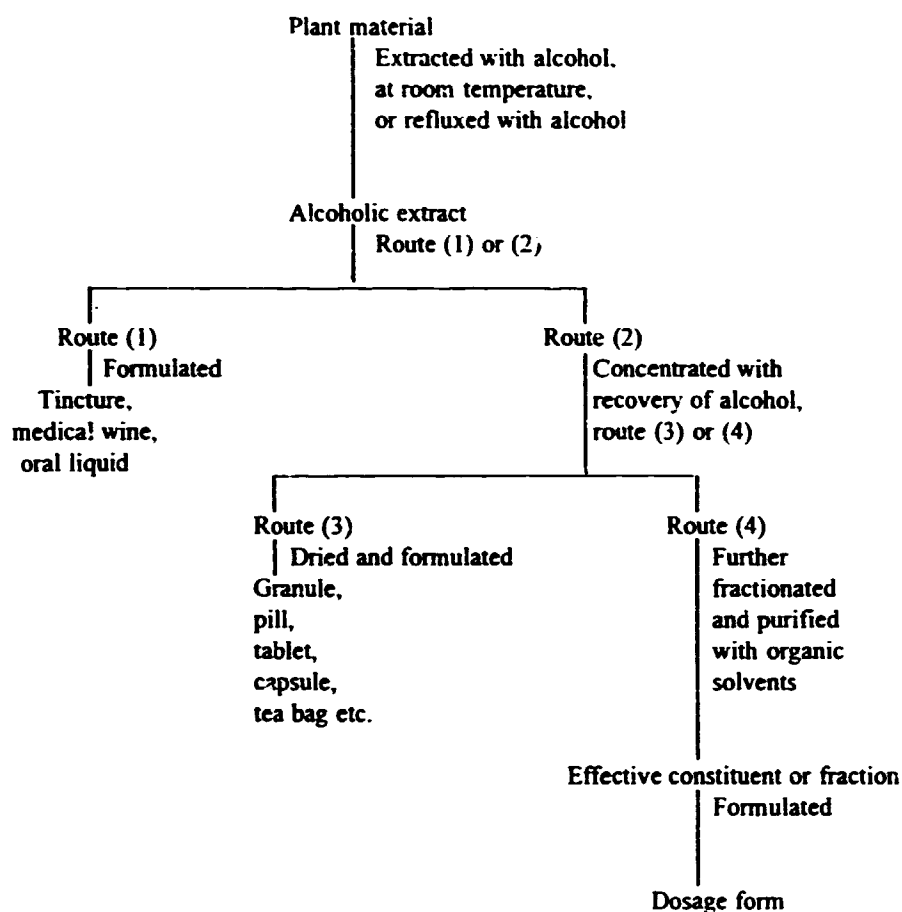 Plant material
Extracted with alcohol,
at room temperature,
or refluxed with alcohol
Alcoholic extract
Route (1) or (2)
Route (1)
Formulated
Tincture,
medical wine,
oral liquid
Route (2)
Concentrated with
recovery of alcohol,
route (3) or (4)
Route (3)
Dried and formulated
Granule,
pill,
tablet,
capsule,
tea bag etc.
Route (4)
Further
fractionated
and purified
with organic
solvents
Effective constituent or fraction
Formulated
Dosage form